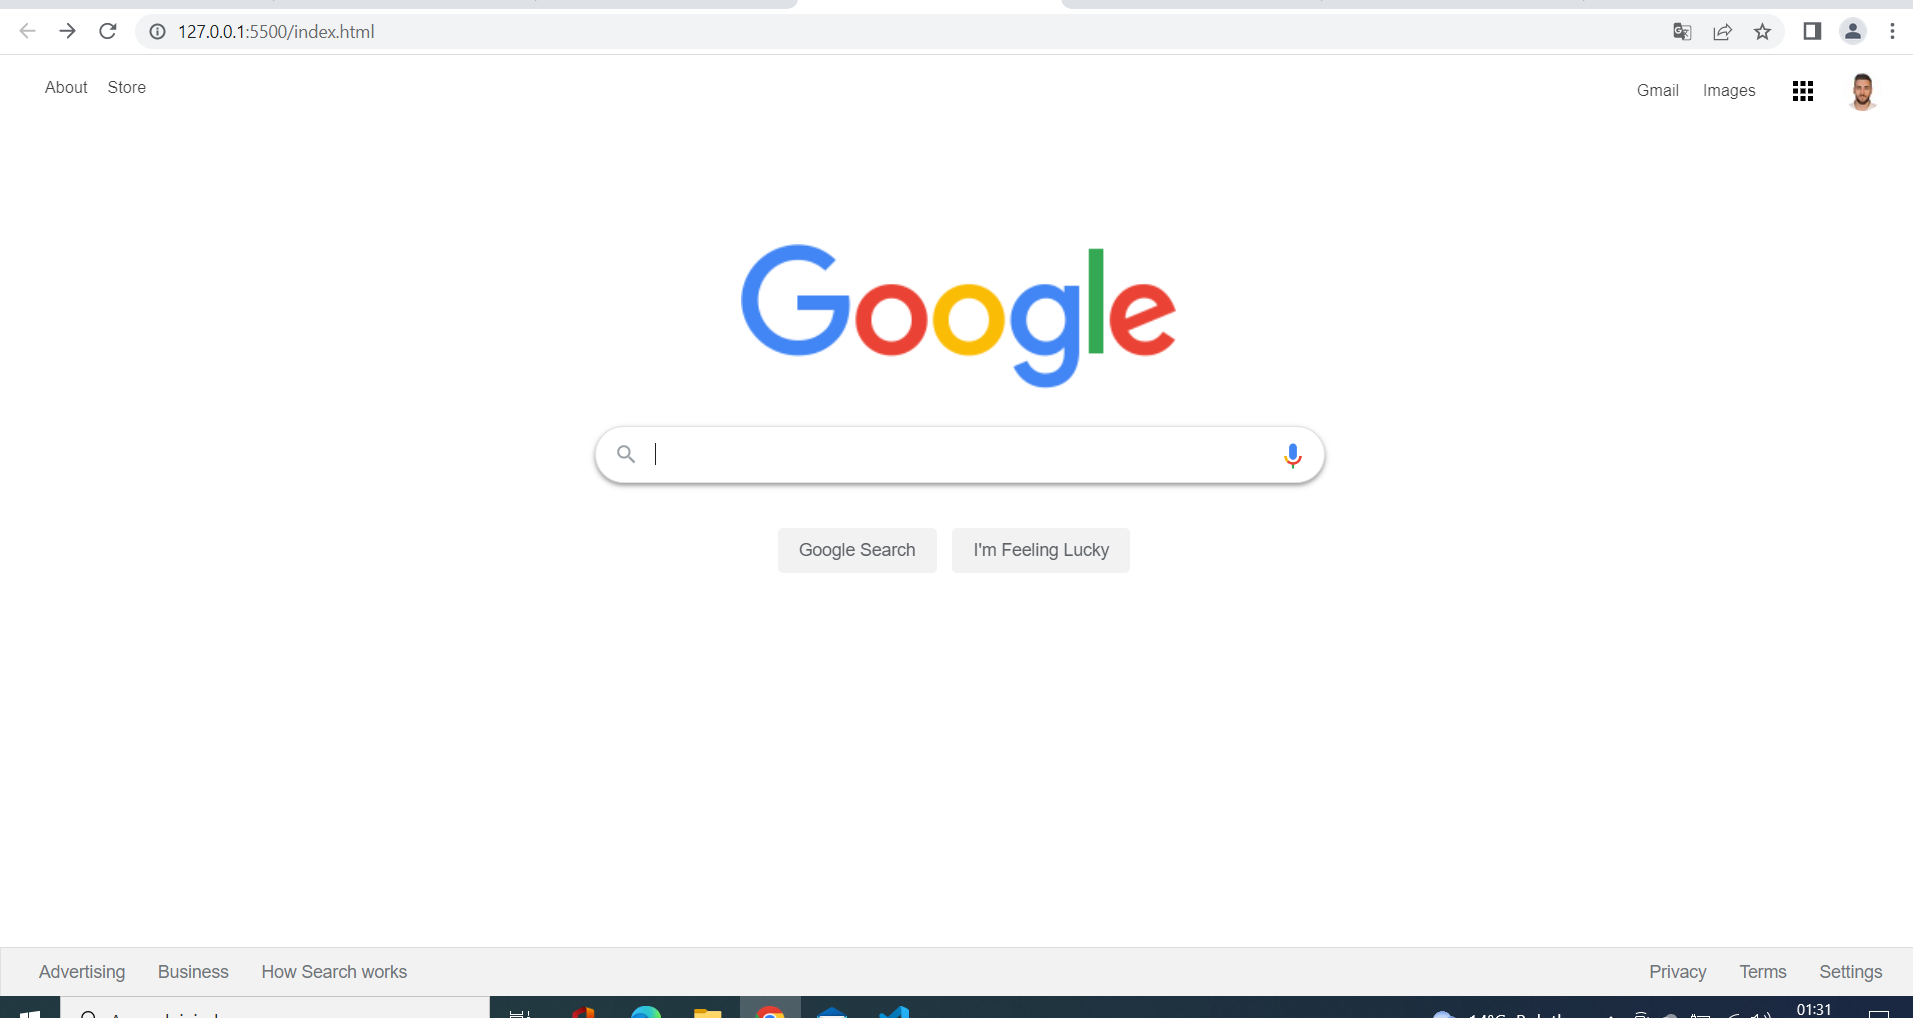 127.0.0.1:5500/index.html
About Store
Gmail Images
Google
Google Search I'm Feeling Lucky
Advertising Business How Search works
Privacy Terms Settings
01:31